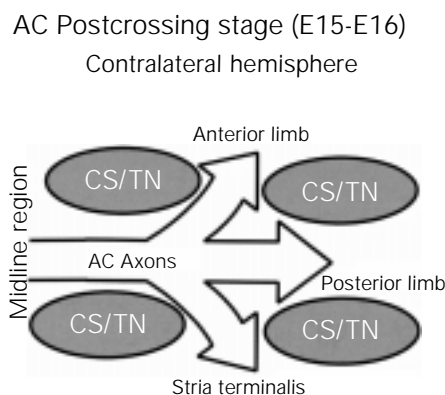 AC Postcrossing stage (E15-E16)
Contralateral hemisphere
Anterior limb
CS/TN
CS/TN
Midline region
AC Axons
Posterior limb
CS/TN
CS/TN
Stria terminalis